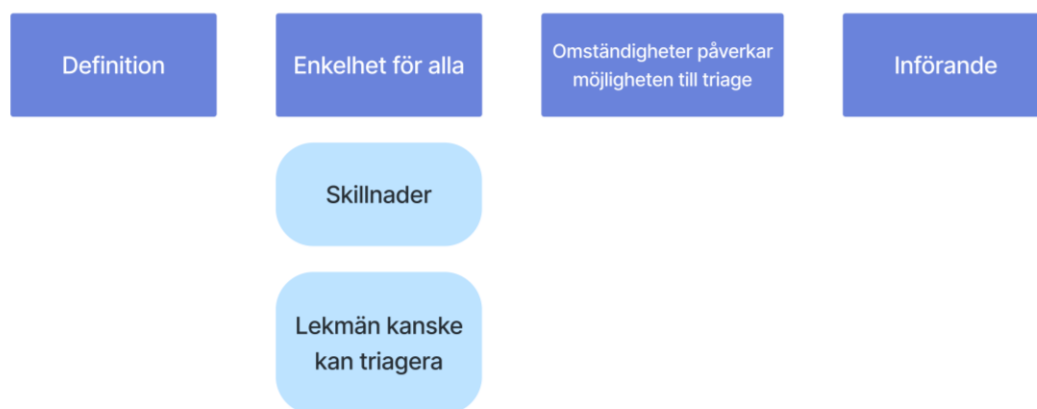 Definition
Enkelhet för alla
Omständigheter påverkar
möjligheten till triage
Införande
Skillnader
Lekmän kanske
kan triagera